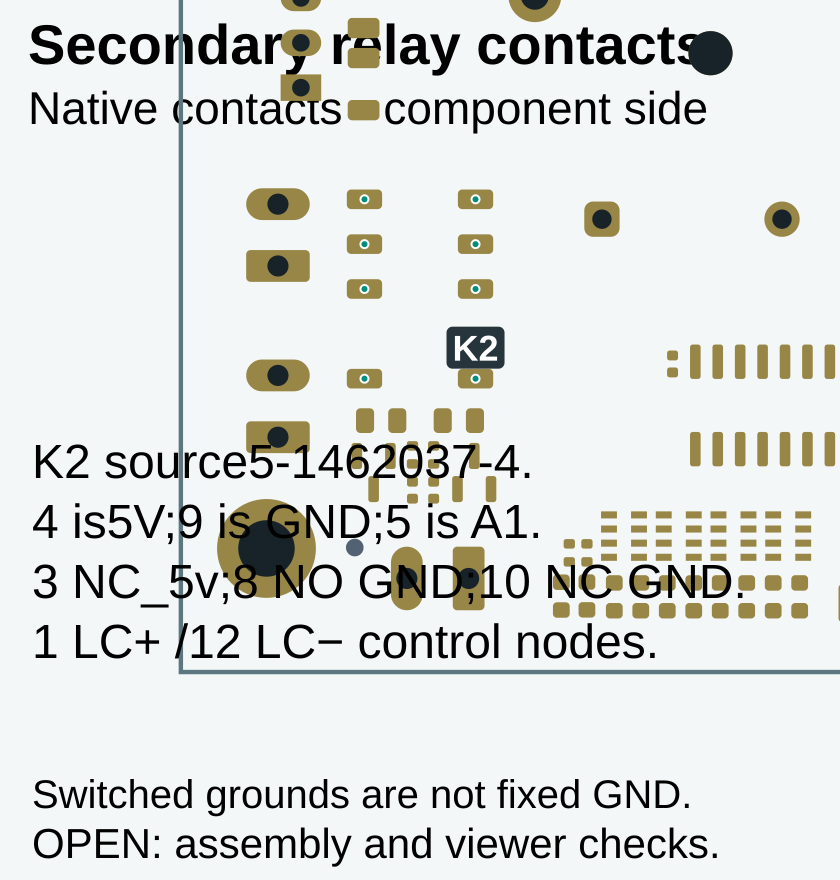 Secondary relay contacts
Native contacts component side
K2
K2 source5-1462037-4.
4 is5V;9 is GND;5 is A1.
3 NC_5v;8 NO GND;10 NC GND.
1 LC+ /12 LC− control nodes.
Switched grounds are not fixed GND.
OPEN: assembly and viewer checks.